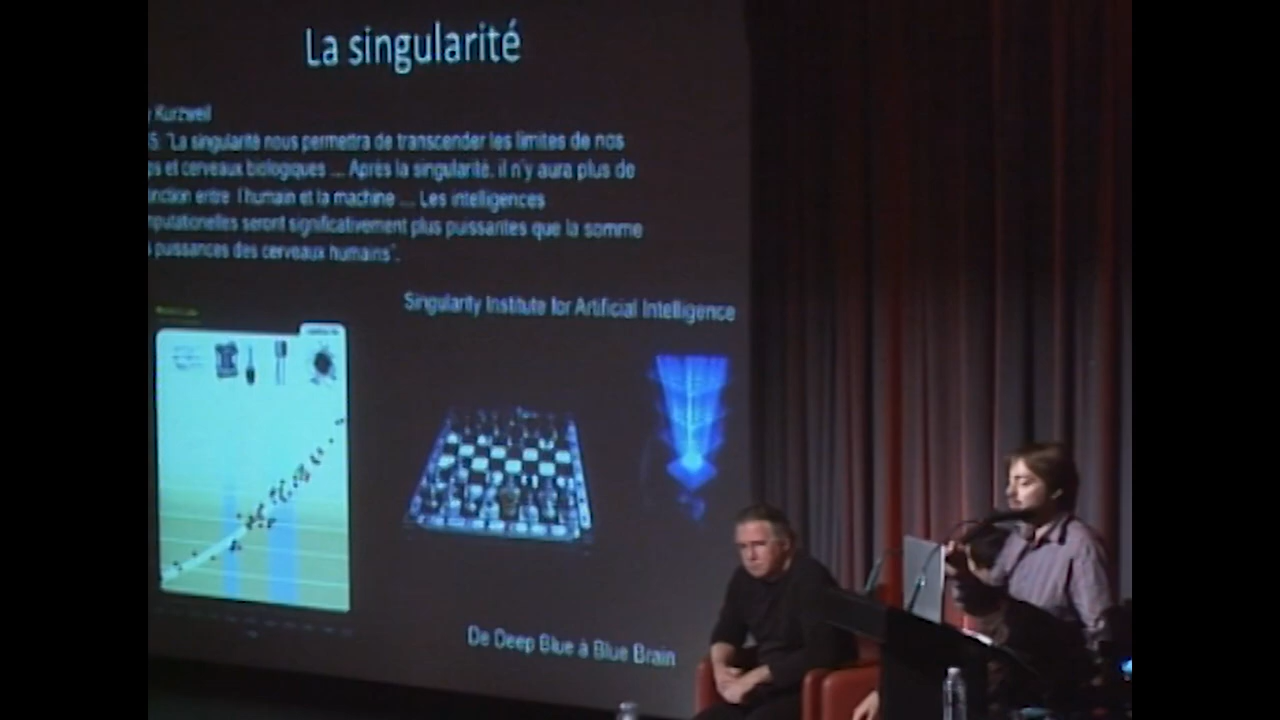 La singularité
Kurzweil
5: "La singularité nous permettra de transcender les limites de nos
et cerveaux biologiques ... Après la singularité, il n'y aura plus de
entre l'humain et la machine ... Les intelligences
seront significativement plus puissantes que la somme
puissances des cerveaux humains".
Singularity Institute for Artificial Intelligence
De Deep Blue à Blue Brain